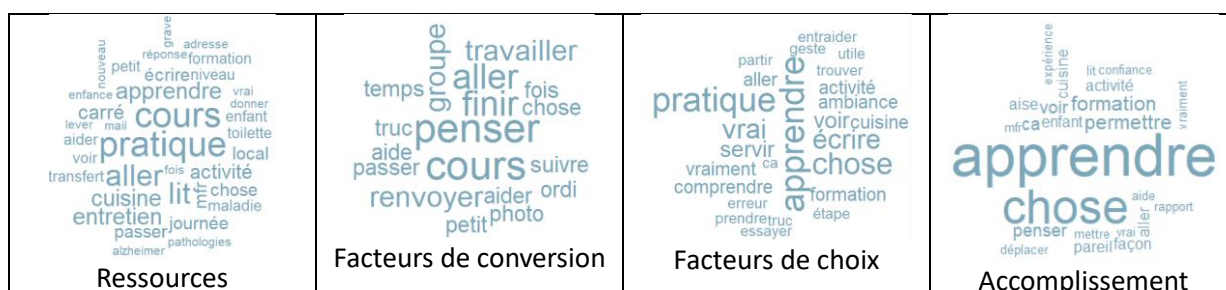 grave
nouveau
adresse
réponse formation
petit écrire niveau
enfance apprendre vrai
donner
carré cours enfant
lever mail toilette
aider pratique
voir local
transfert aller fois activité
cuisine lit mfr chose
maladie
entretien
passer journée
alzheimer pathologies
Ressources
groupe travailler
temps aller fois
finir chose
truc penser
aide
passer cours suivre
renvoyer aider ordi
petit photo
Facteurs de conversion
entraider
geste utile
partir trouver
aller activité
pratique apprendre ambiance
vrai voir cuisine
servir écrire
vraiment ca chose
comprendre
erreur formation
prendre truc étape
essayer
Facteurs de choix
expérience
cuisine lit confiance
activité
aise voir formation
mfr ca enfant permettre vraiment
apprendre
chose aide
rapport
penser mettre vrai aller
déplacer pareil façon
Accomplissement